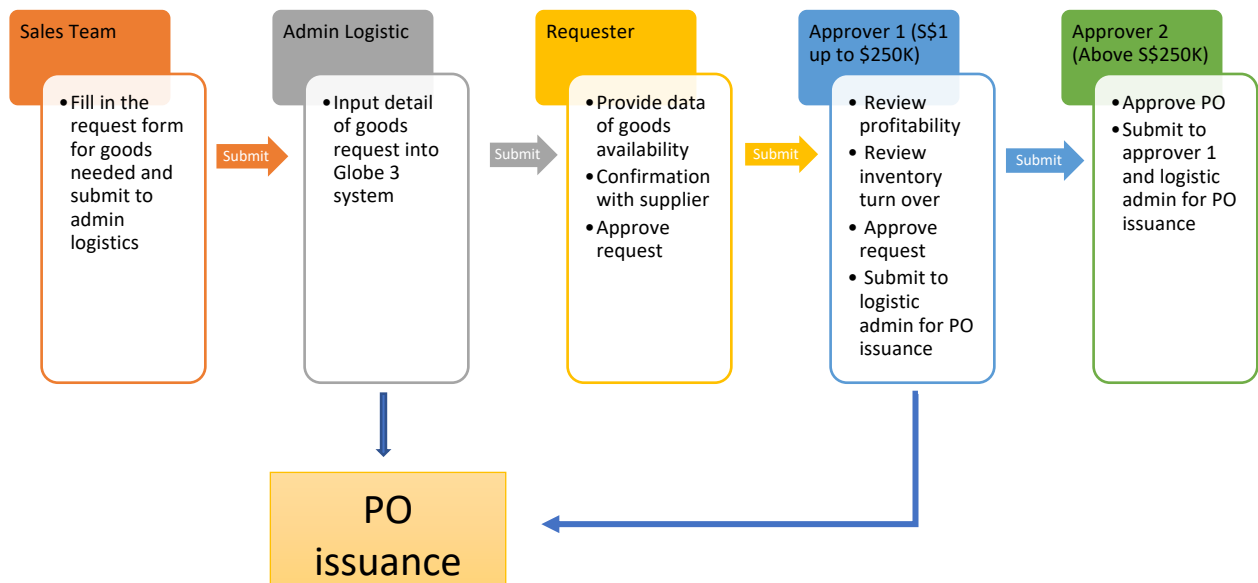 Sales Team
•Fill in the
request form
for goods
needed and
submit to
admin
logistics
Submit
Admin Logistic
•Input detail
of goods
request into
Globe 3
system
Submit
Requester
•Provide data
of goods
availability
•Confirmation
with supplier
•Approve
request
Submit
Approver 1 (S$1
up to $250K)
• Review
profitability
• Review
inventory
turn over
• Approve
request
• Submit to
logistic
admin for PO
issuance
Submit
Approver 2
(Above S$250K)
•Approve PO
•Submit to
approver 1
and logistic
admin for PO
issuance
PO
issuance